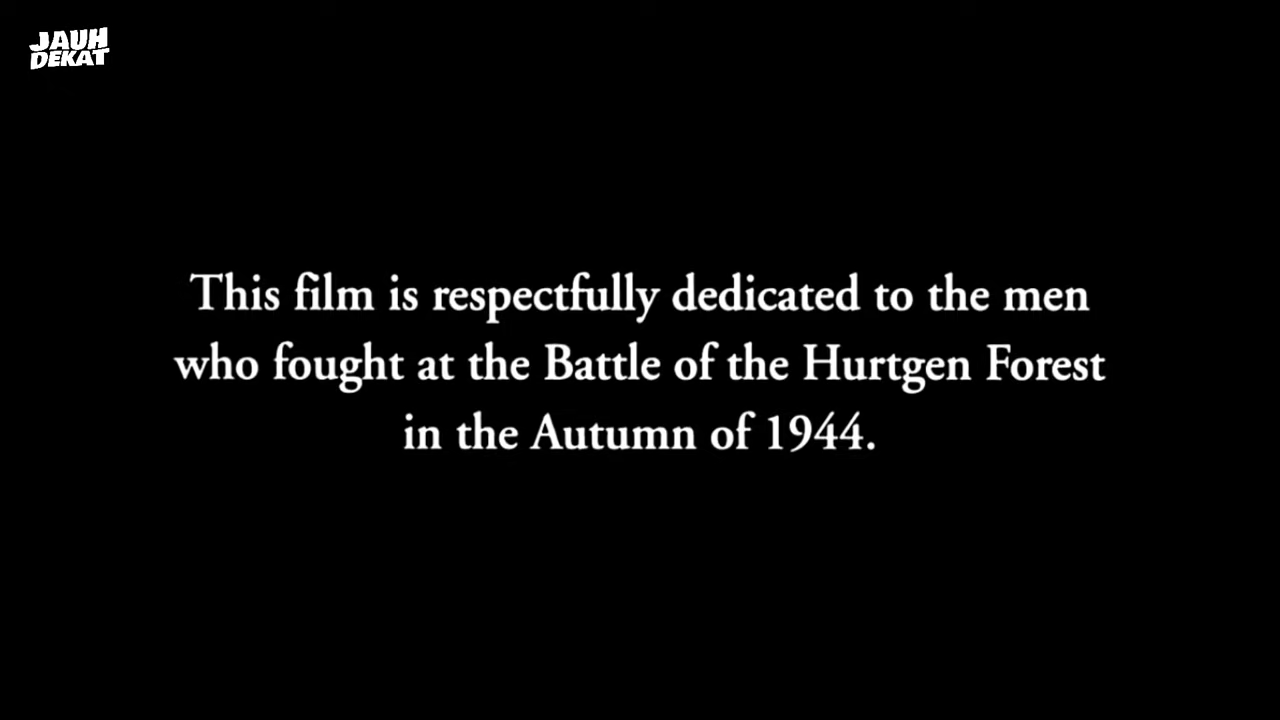 JAUH
DEKAT
This film is respectfully dedicated to the men
who fought at the Battle of the Hurtgen Forest
in the Autumn of 1944.